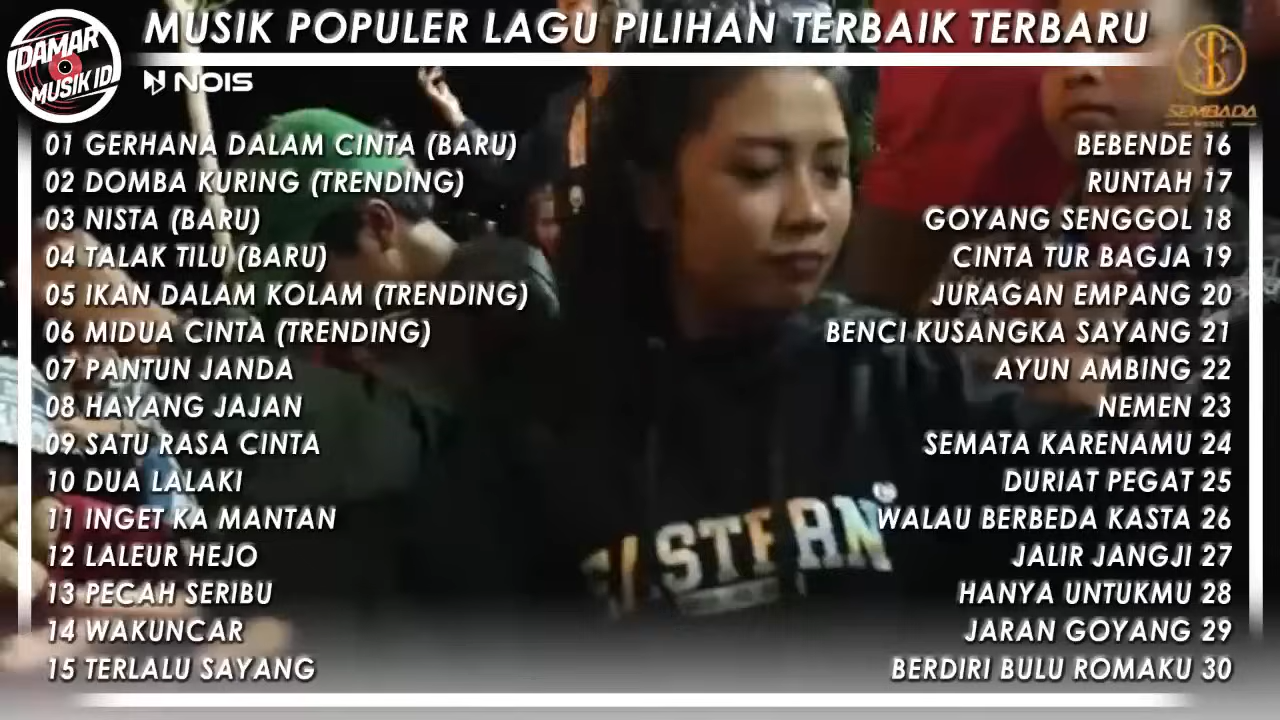 DAMAR
MUSIK ID
MUSIK POPULER LAGU PILIHAN TERBAIK TERBARU
NOIS
SEMBADA
MUSIC
01 GERHANA DALAM CINTA (BARU)
02 DOMBA KURING (TRENDING)
03 NISTA (BARU)
04 TALAK TILU (BARU)
05 IKAN DALAM KOLAM (TRENDING)
06 MIDUA CINTA (TRENDING)
07 PANTUN JANDA
08 HAYANG JAJAN
09 SATU RASA CINTA
10 DUA LALAKI
11 INGET KA MANTAN
12 LALEUR HEJO
13 PECAH SERIBU
14 WAKUNCAR
15 TERLALU SAYANG
BEBENDE 16
RUNTAH 17
GOYANG SENGGOL 18
CINTA TUR BAGJA 19
JURAGAN EMPANG 20
BENCI KUSANGKA SAYANG 21
AYUN AMBING 22
NEMEN 23
SEMATA KARENAMU 24
DURIAT PEGAT 25
WALAU BERBEDA KASTA 26
JALIR JANGJI 27
HANYA UNTUKMU 28
JARAN GOYANG 29
BERDIRI BULU ROMAKU 30
EASTERN